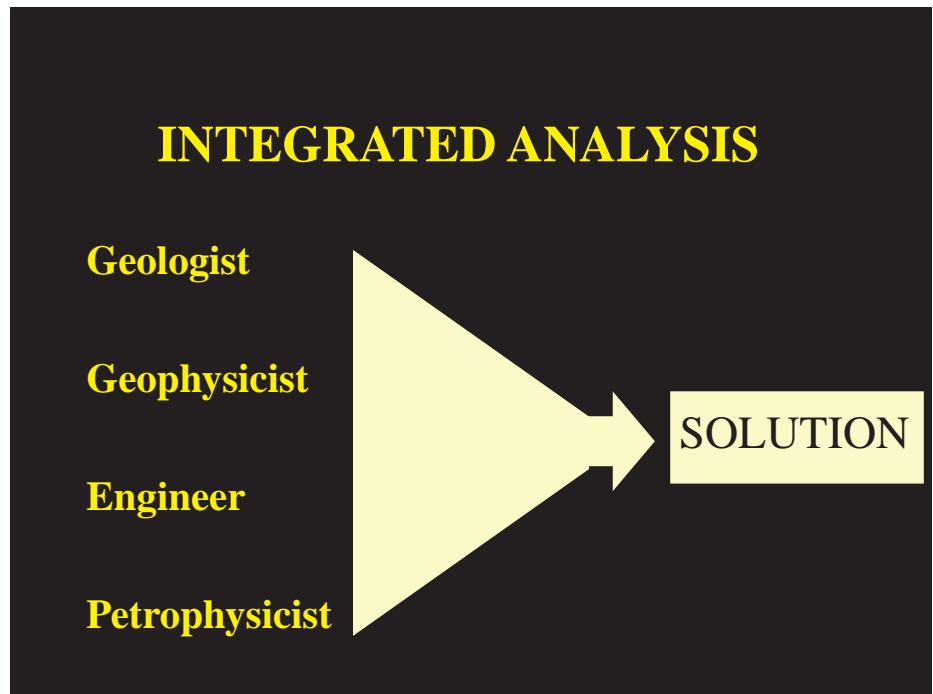 INTEGRATED ANALYSIS
Geologist
Geophysicist
Engineer
Petrophysicist
SOLUTION